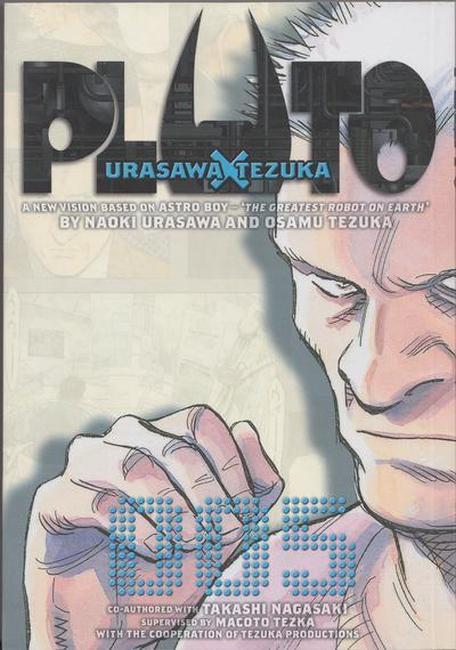 PLUTO
URASAWA X TEZUKA
A NEW VISION BASED ON ASTRO BOY—'THE GREATEST ROBOT ON EARTH'
BY NAOKI URASAWA AND OSAMU TEZUKA
005
CO-AUTHORED WITH TAKASHI NAGASAKI
SUPERVISED BY MACOTO TEZKA
WITH THE COOPERATION OF TEZUKA PRODUCTIONS